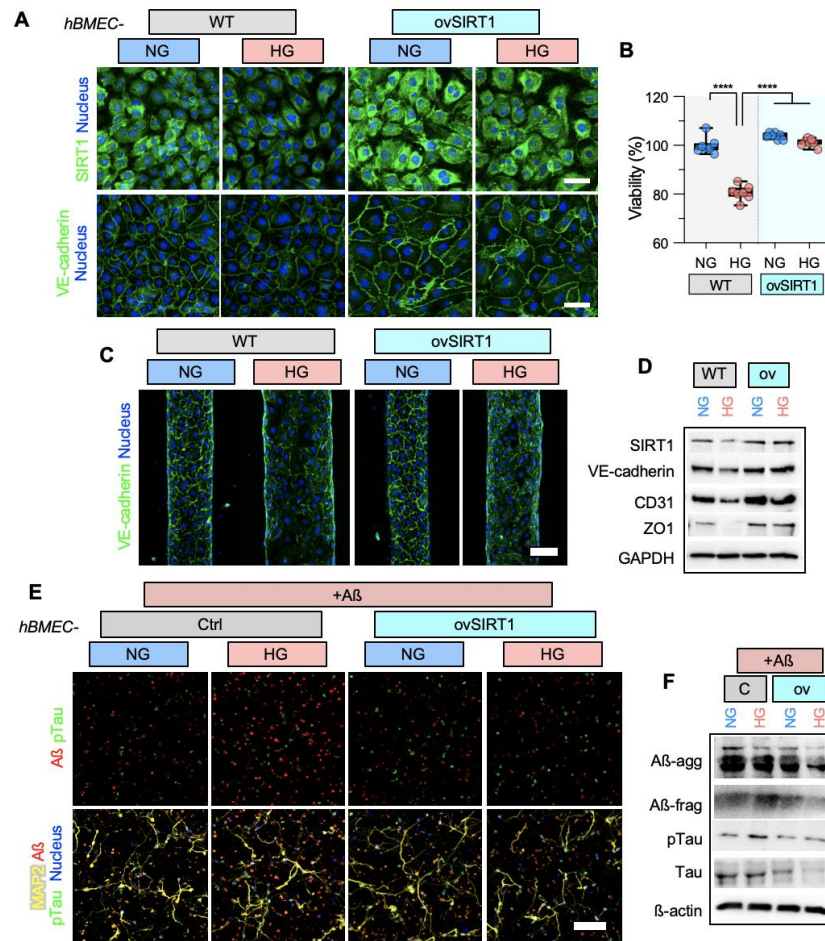 A
hBMEC-
WT
ovSIRT1
NG
HG
NG
HG
SIRT1 Nucleus
VE-cadherin
Nucleus
B
****
****
120
100
80
60
Viability (%)
NG
HG
NG
HG
WT
ovSIRT1
C
WT
ovSIRT1
NG
HG
NG
HG
VE-cadherin Nucleus
D
WT
ov
NG
HG
NG
HG
SIRT1
VE-cadherin
CD31
ZO1
GAPDH
E
+Aß
hBMEC-
Ctrl
ovSIRT1
NG
HG
NG
HG
Aß pTau
MAP2 Aß
pTau Nucleus
F
+Aß
C
ov
NG
HG
NG
HG
Aß-agg
Aß-frag
pTau
Tau
ß-actin